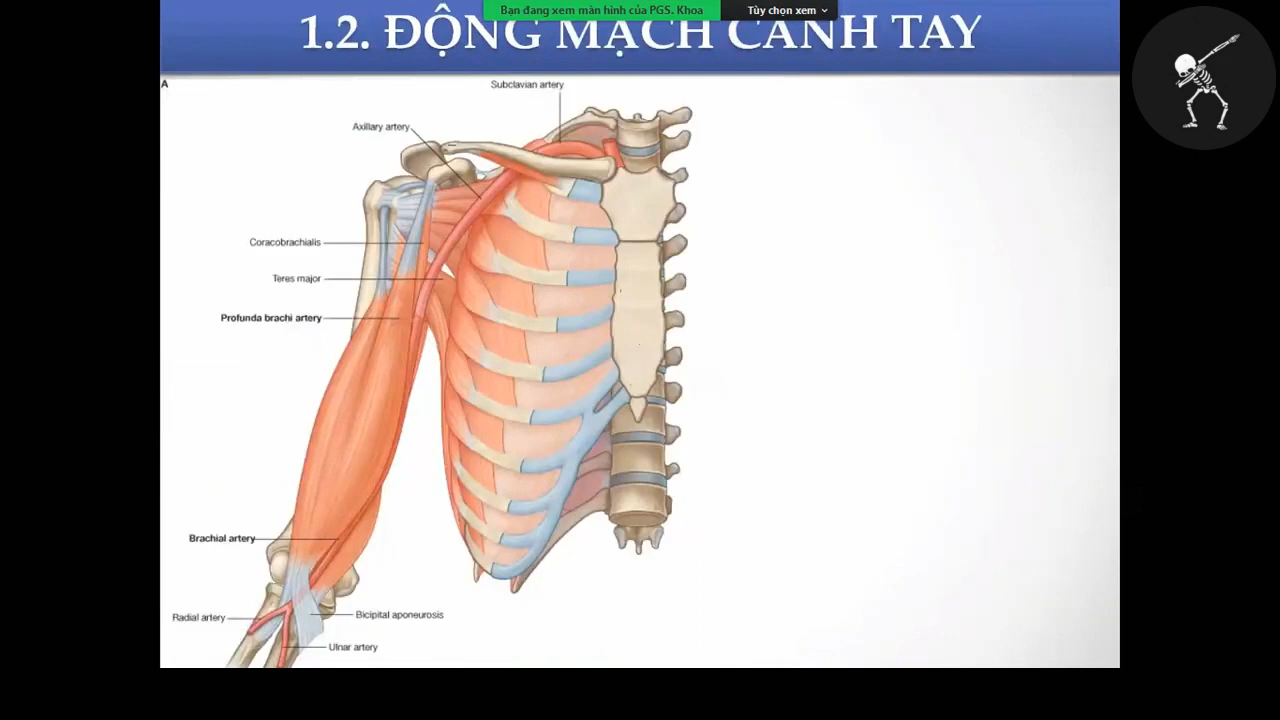 Bạn đang xem màn hình của PGS. Khoa
Tùy chọn xem
1.2. ĐỘNG MẠCH CÁNH TAY
A
Subclavian artery
Axillary artery
Coracobrachialis
Teres major
Profunda brachi artery
Brachial artery
Radial artery
Bicipital aponeurosis
Ulnar artery